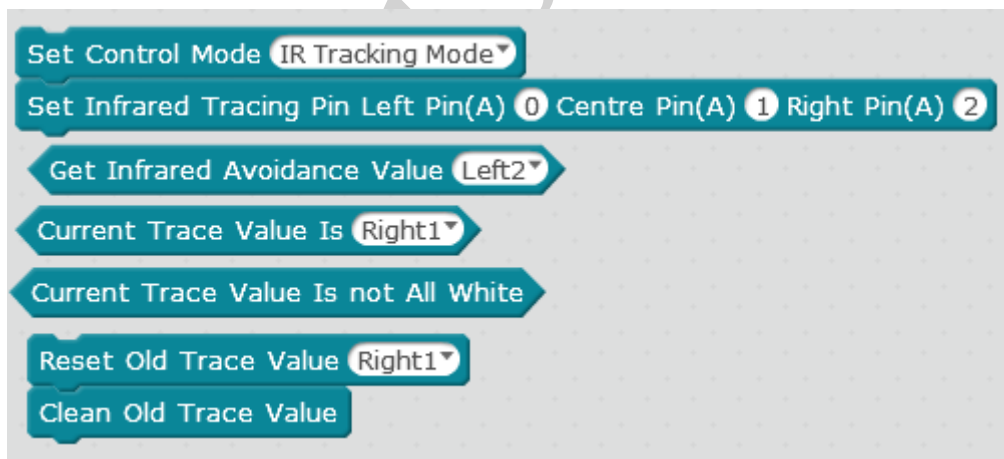 Set Control Mode IR Tracking Mode
Set Infrared Tracing Pin Left Pin(A) 0 Centre Pin(A) 1 Right Pin(A) 2
Get Infrared Avoidance Value Left2
Current Trace Value Is Right1
Current Trace Value Is not All White
Reset Old Trace Value Right1
Clean Old Trace Value